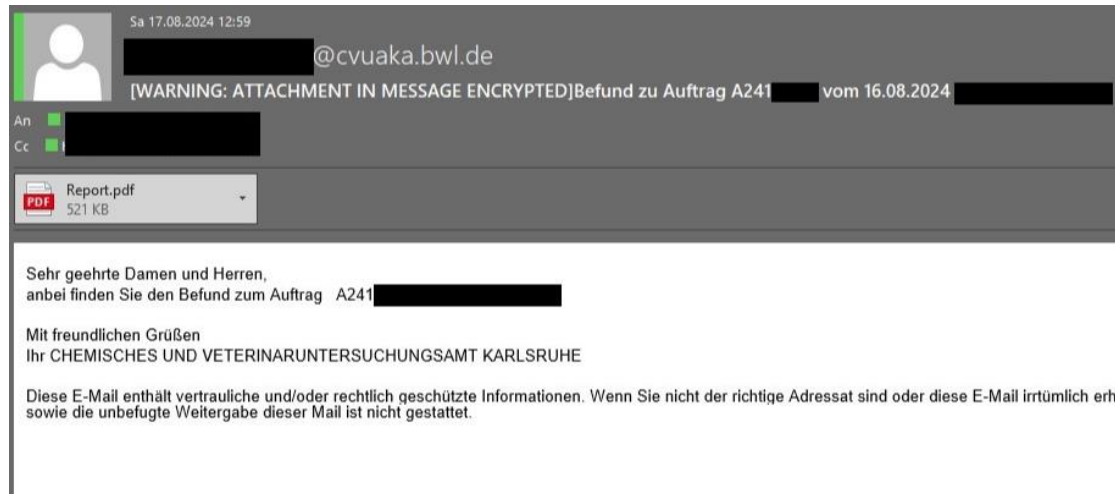 Sa 17.08.2024 12:59
@cvuaka.bwl.de
[WARNING: ATTACHMENT IN MESSAGE ENCRYPTED]Befund zu Auftrag A241 vom 16.08.2024
An
Cc
PDF
Report.pdf
521 KB
Sehr geehrte Damen und Herren,
anbei finden Sie den Befund zum Auftrag A241
Mit freundlichen Grüßen
Ihr CHEMISCHES UND VETERINARUNTERSUCHUNGSAMT KARLSRUHE
Diese E-Mail enthält vertrauliche und/oder rechtlich geschützte Informationen. Wenn Sie nicht der richtige Adressat sind oder diese E-Mail irrtümlich erh
sowie die unbefugte Weitergabe dieser Mail ist nicht gestattet.